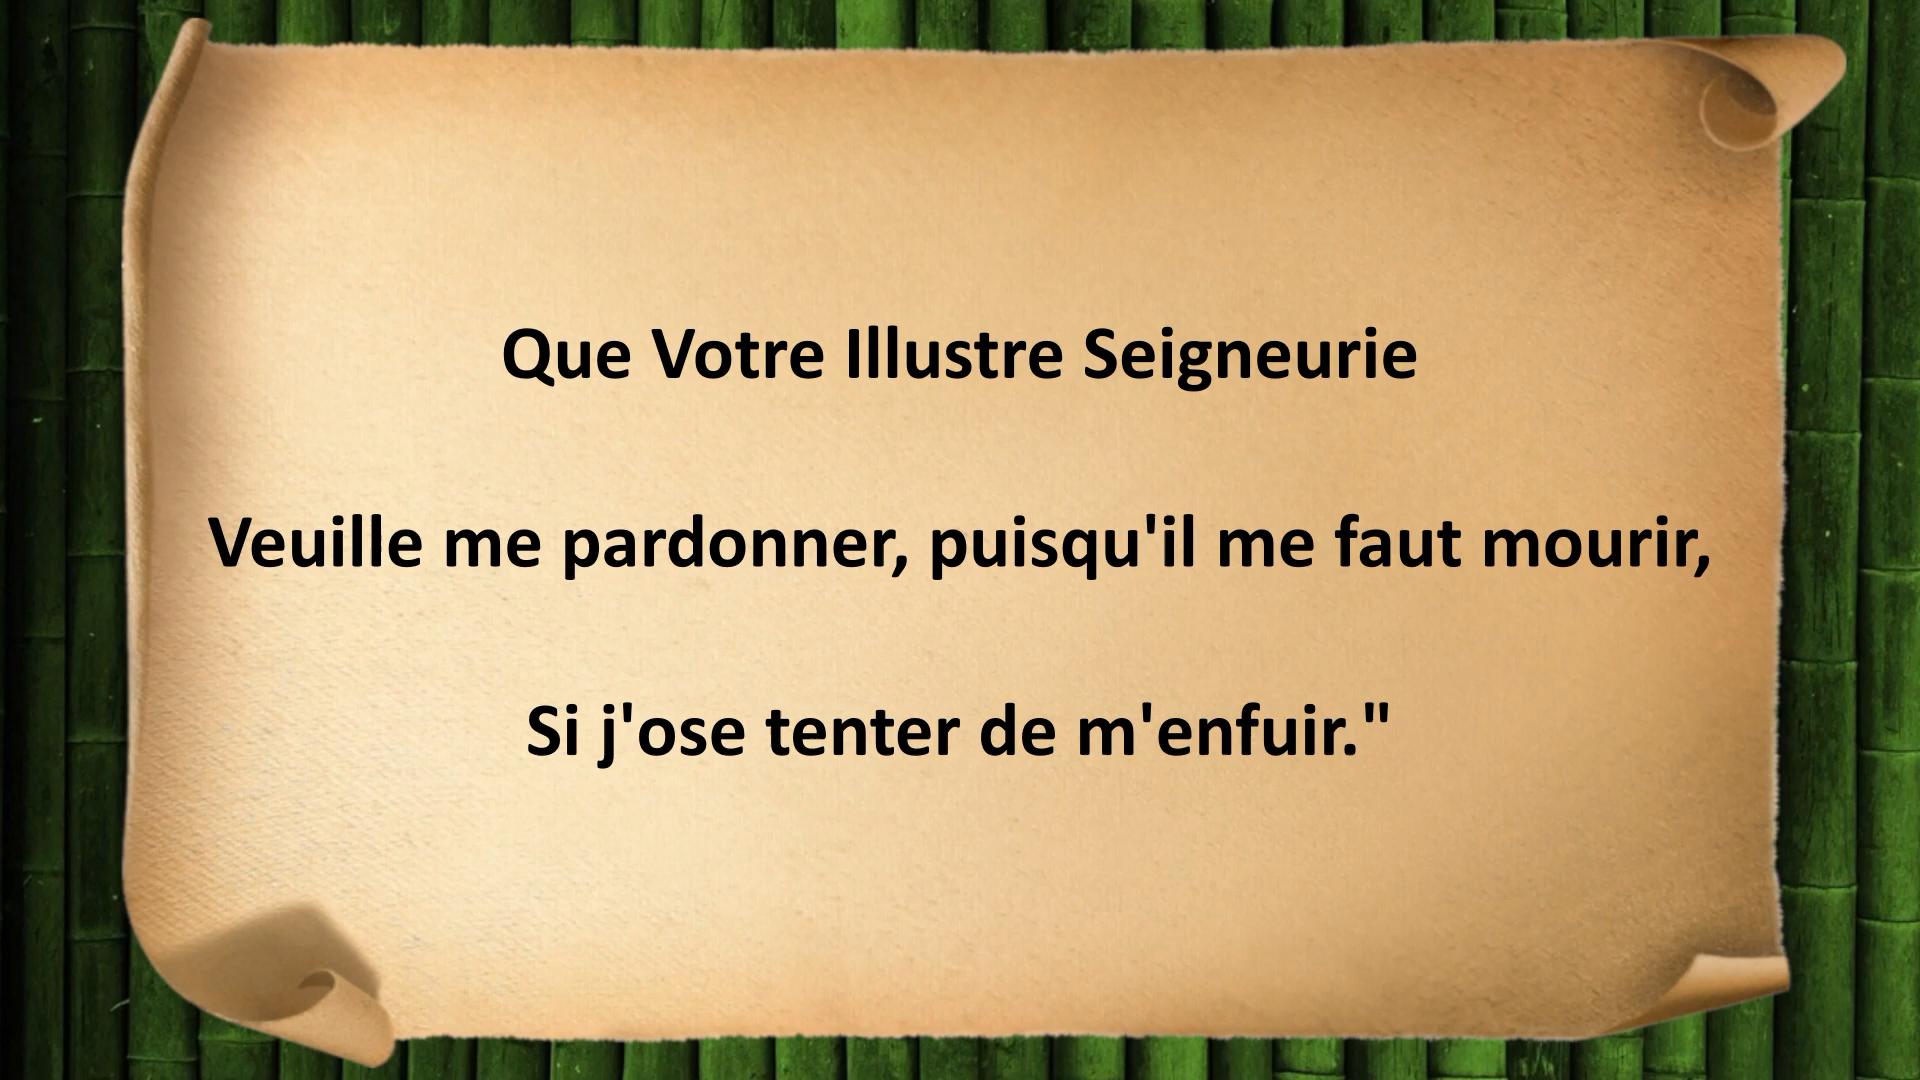 Que Votre Illustre Seigneurie
Veuille me pardonner, puisqu'il me faut mourir,
Si j'ose tenter de m'enfuir."